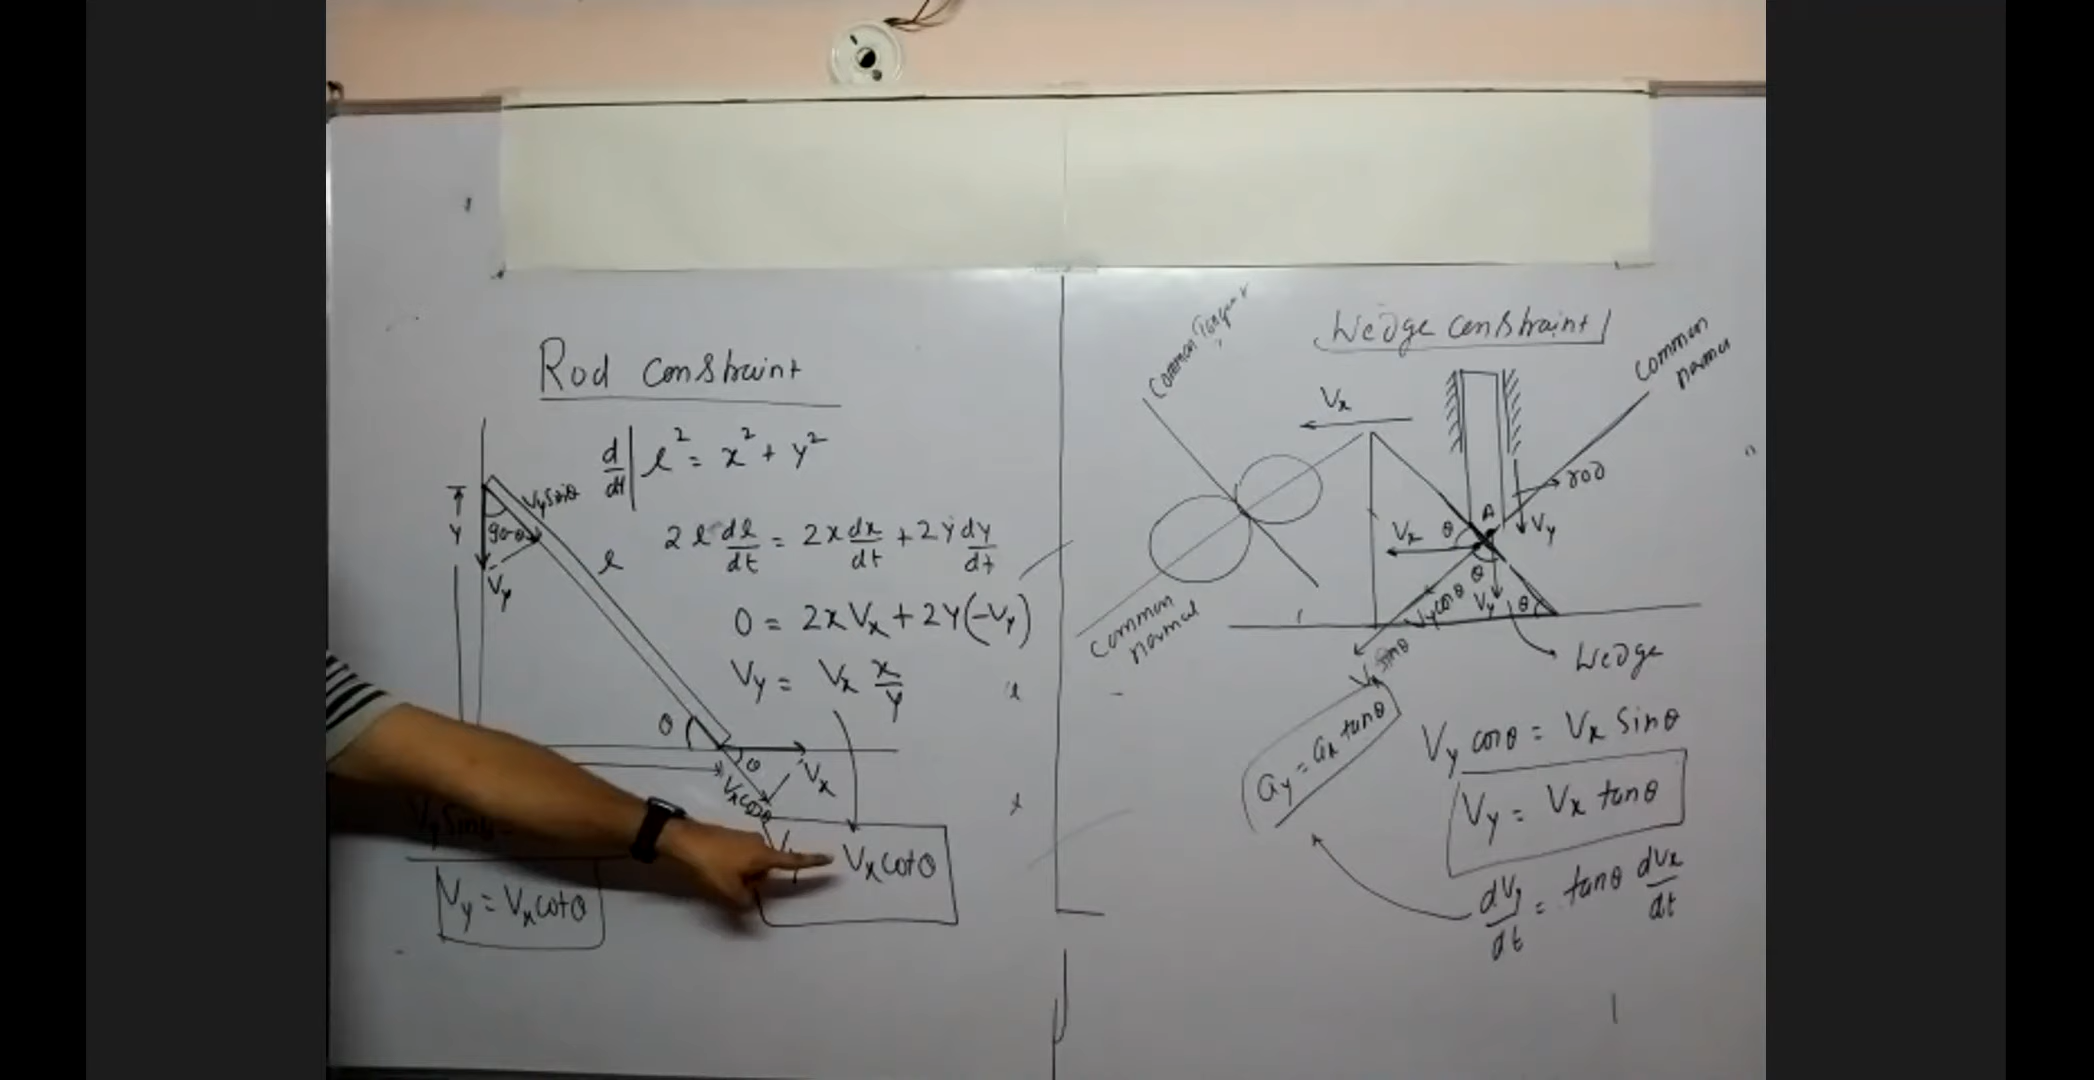 Rod constraint
d/dt | l² = x² + y²
2l dl/dt = 2x dx/dt + 2y dy/dt
0 = 2x Vx + 2y(-Vy)
Vy = Vx x/y
Vy sinθ
90-θ
y
Vy
l
θ
θ
Vx
Vx cosθ
Vy sinθ
Vy = Vx cotθ
Vx cotθ
Wedge constraint
Common
Common normal
Vx
Common
rod
A
Vy
Vx
θ
θ
Vy cosθ
Vy
θ
Vx sinθ
Wedge
Vy cosθ = Vx sinθ
Vy = Vx tanθ
dVy/dt = tanθ dVx/dt
ay = ax tanθ